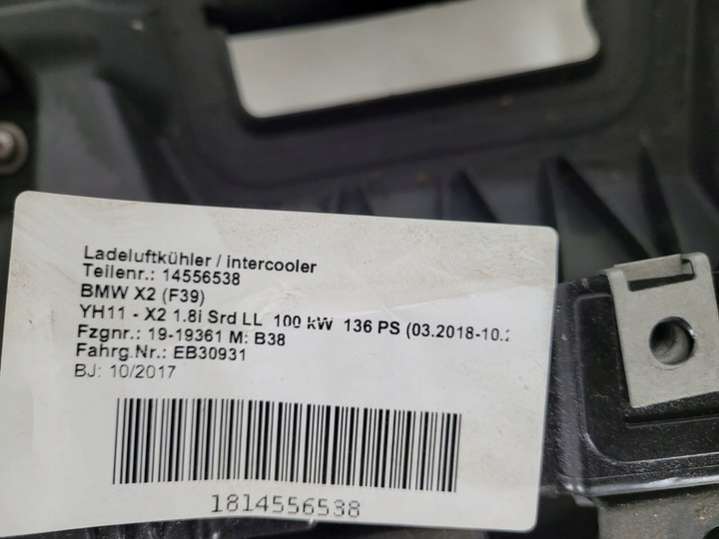 Ladeluftkühler / intercooler
Teilenr.: 14556538
BMW X2 (F39)
YH11 - X2 1.8i Srd LL 100 kW 136 PS (03.2018-10.2
Fzgnr.: 19-19361 M: B38
Fahrg.Nr.: EB30931
BJ: 10/2017
1814556538